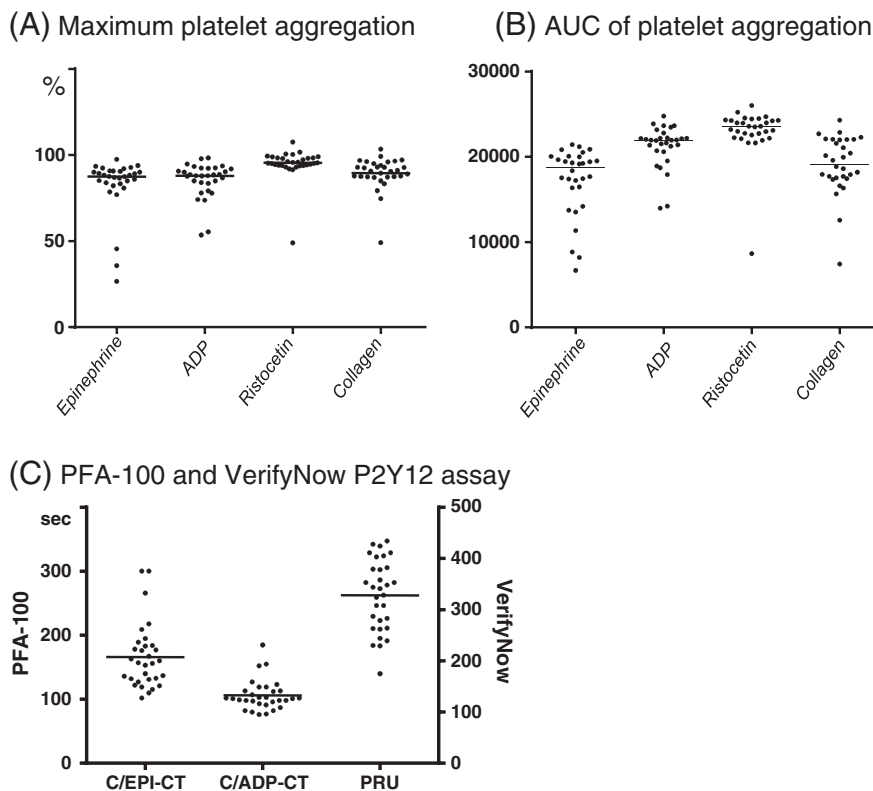 (A) Maximum platelet aggregation
%
100
50
0
Epinephrine
ADP
Ristocetin
Collagen
(B) AUC of platelet aggregation
30000
20000
10000
0
Epinephrine
ADP
Ristocetin
Collagen
(C) PFA-100 and VerifyNow P2Y12 assay
sec
300
200
100
0
PFA-100
500
400
300
200
100
0
VerifyNow
C/EPI-CT
C/ADP-CT
PRU